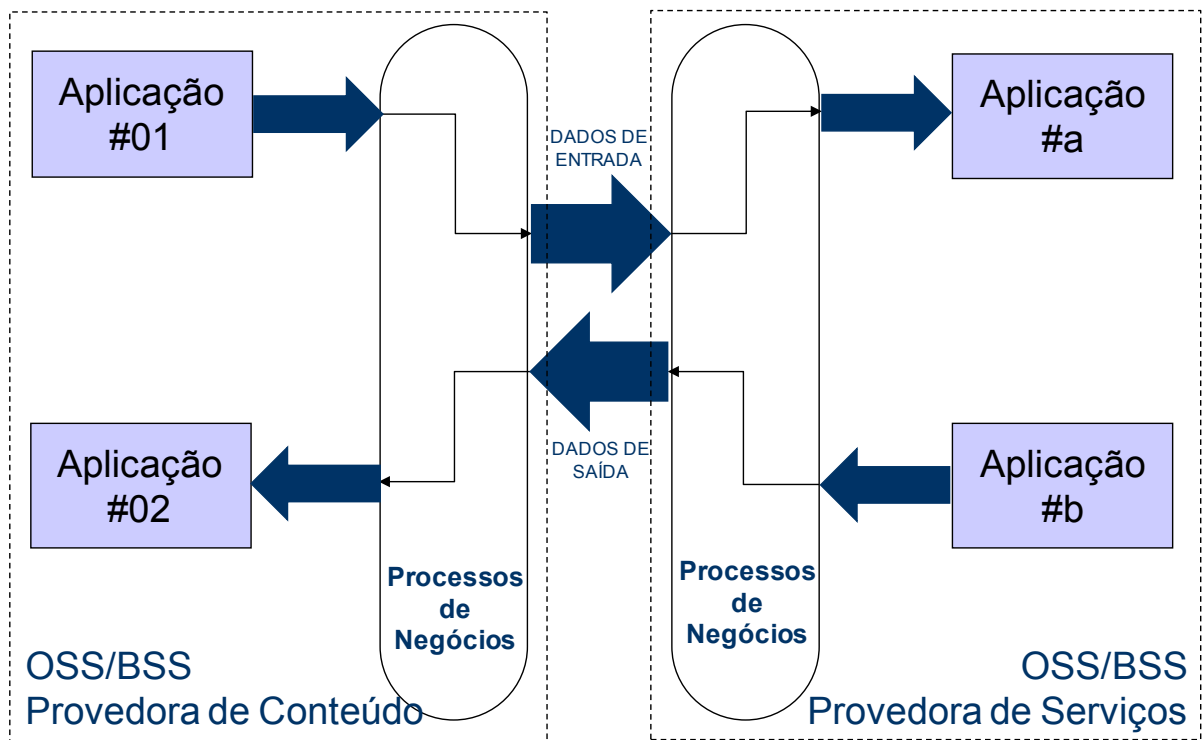 Aplicação
#01
Aplicação
#a
DADOS DE
ENTRADA
Aplicação
#02
Aplicação
#b
DADOS DE
SAÍDA
Processos
de
Negócios
Processos
de
Negócios
OSS/BSS
Provedora de Conteúdo
OSS/BSS
Provedora de Serviços